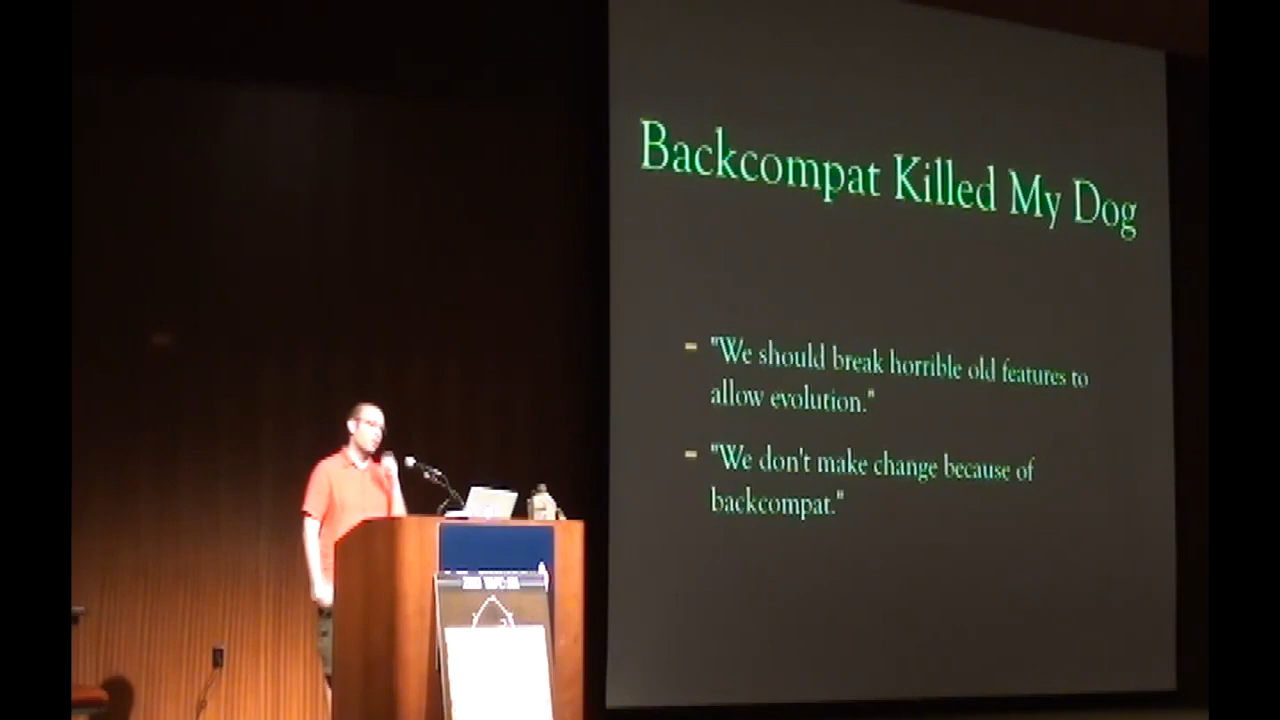 Backcompat Killed My Dog
- "We should break horrible old features to
allow evolution."
- "We don't make change because of
backcompat."